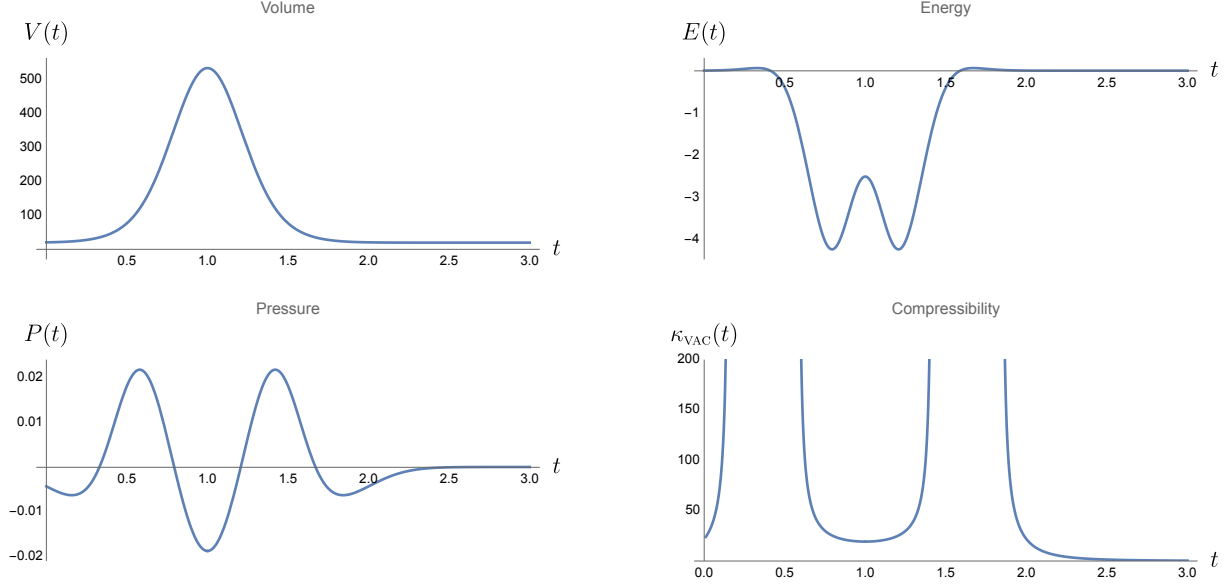 Volume
V(t)
500
400
300
200
100
0.5 1.0 1.5 2.0 2.5 3.0 t
Energy
E(t)
0.5 1.0 1.5 2.0 2.5 3.0 t
−1
−2
−3
−4
Pressure
P(t)
0.02
0.01
0.5 1.0 1.5 2.0 2.5 3.0 t
−0.01
−0.02
Compressibility
κVAC(t)
200
150
100
50
0.0 0.5 1.0 1.5 2.0 2.5 3.0 t